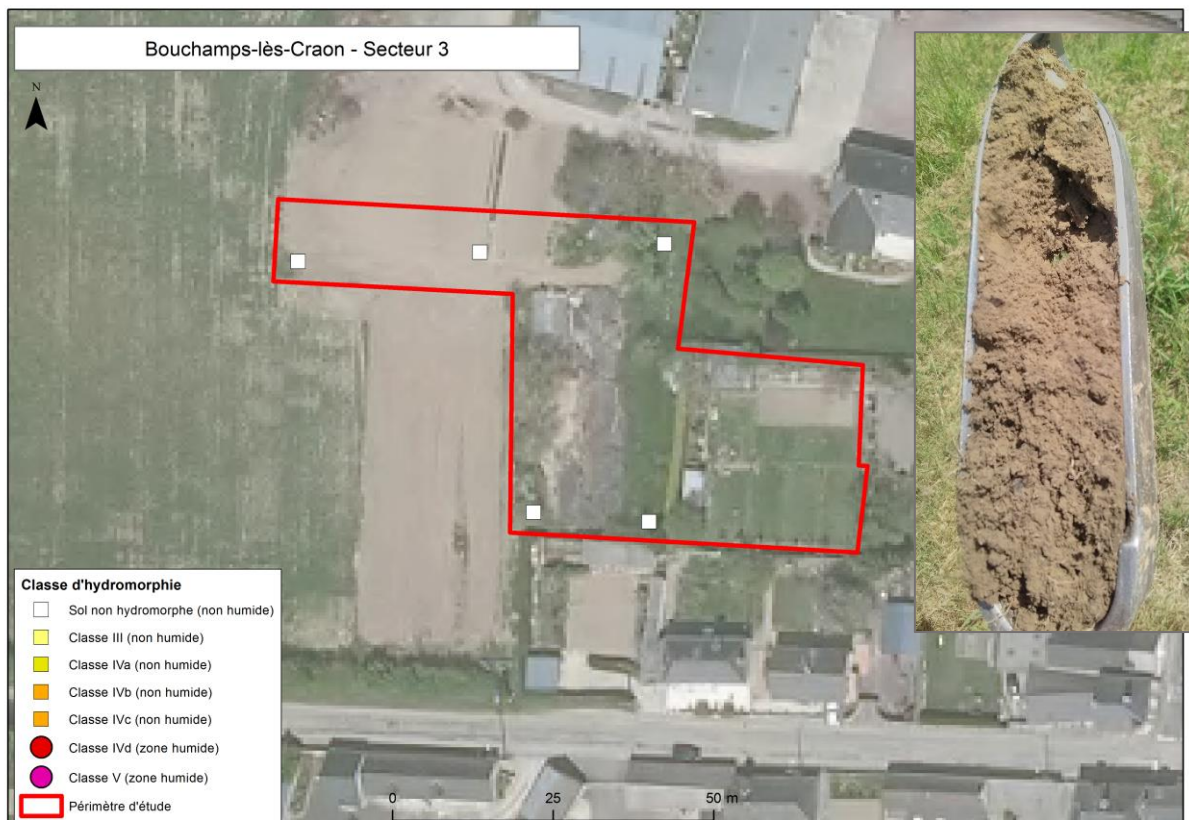 Bouchamps-lès-Craon - Secteur 3
N
Classe d'hydromorphie
Sol non hydromorphe (non humide)
Classe III (non humide)
Classe IVa (non humide)
Classe IVb (non humide)
Classe IVc (non humide)
Classe IVd (zone humide)
Classe V (zone humide)
Périmètre d'étude
0 25 50 m